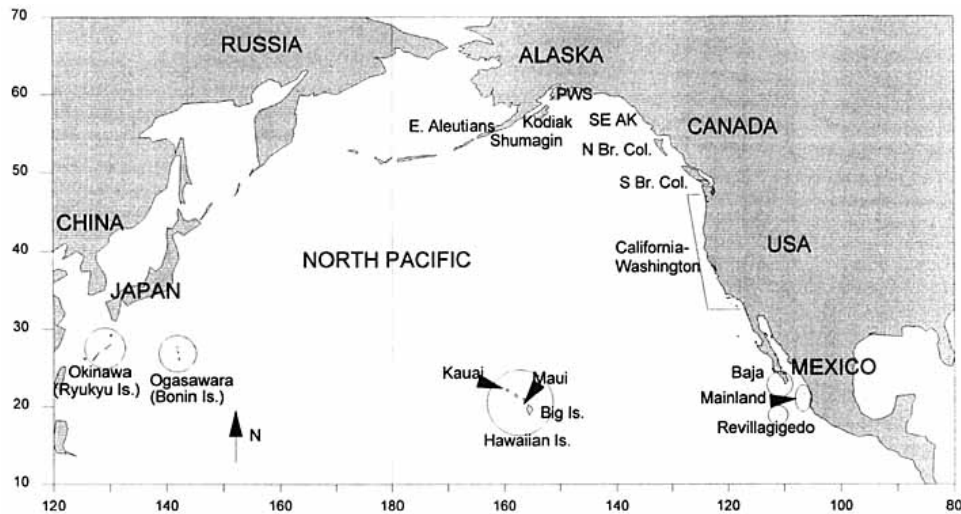 70
RUSSIA
ALASKA
60
PWS
E. Aleutians
Kodiak
SE AK
CANADA
Shumagin
N Br. Col.
50
S Br. Col.
CHINA
USA
40
California-
Washington
NORTH PACIFIC
JAPAN
30
Okinawa
(Ryukyu Is.)
Ogasawara
(Bonin Is.)
Kauai
Maui
Baja
MEXICO
Mainland
20
Big Is.
Revillagigedo
N
Hawaiian Is.
10
120 140 160 180 160 140 120 100 80